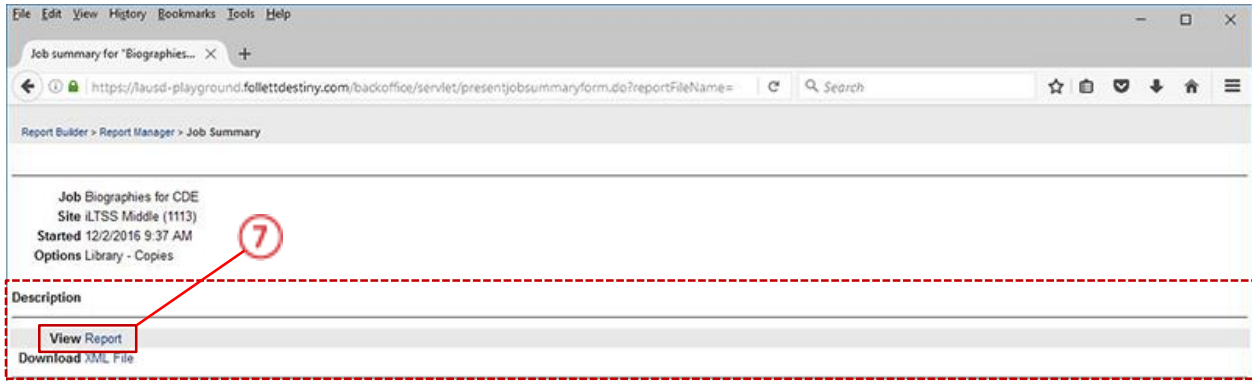 File Edit View History Bookmarks Tools Help
Job summary for "Biographies...
https://lausd-playground.follettdestiny.com/backoffice/servlet/presentjobsummaryform.do?reportFileName=
Search
Report Builder > Report Manager > Job Summary
Job Biographies for CDE
Site iLTSS Middle (1113)
Started 12/2/2016 9:37 AM
Options Library - Copies
7
Description
View Report
Download XML File